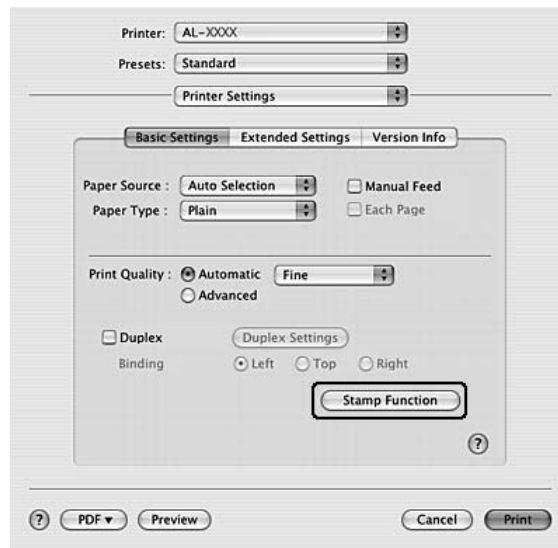 Printer: AL-XXXX
Presets: Standard
Printer Settings
Basic Settings Extended Settings Version Info
Paper Source : Auto Selection Manual Feed
Paper Type : Plain Each Page
Print Quality : Automatic Fine
Advanced
Duplex Duplex Settings
Binding Left Top Right
Stamp Function
?
? PDF▼ Preview Cancel Print